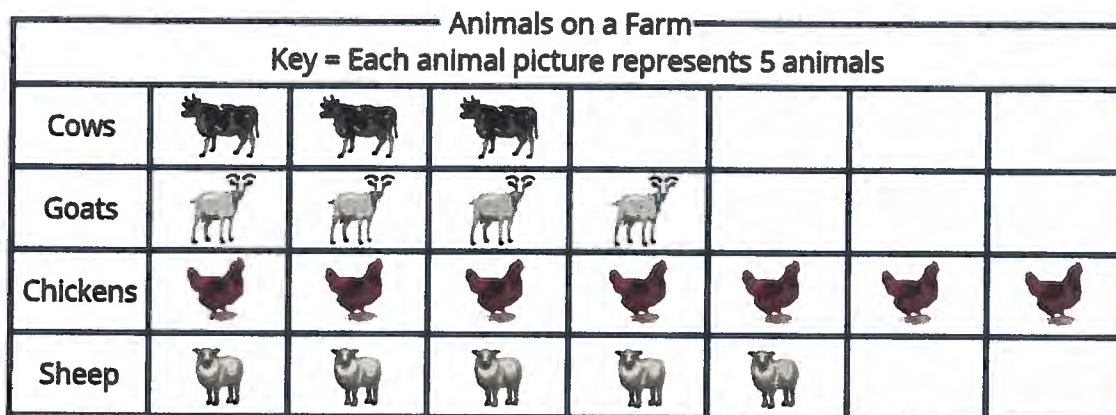 Animals on a Farm
Key = Each animal picture represents 5 animals
Cows
Goats
Chickens
Sheep